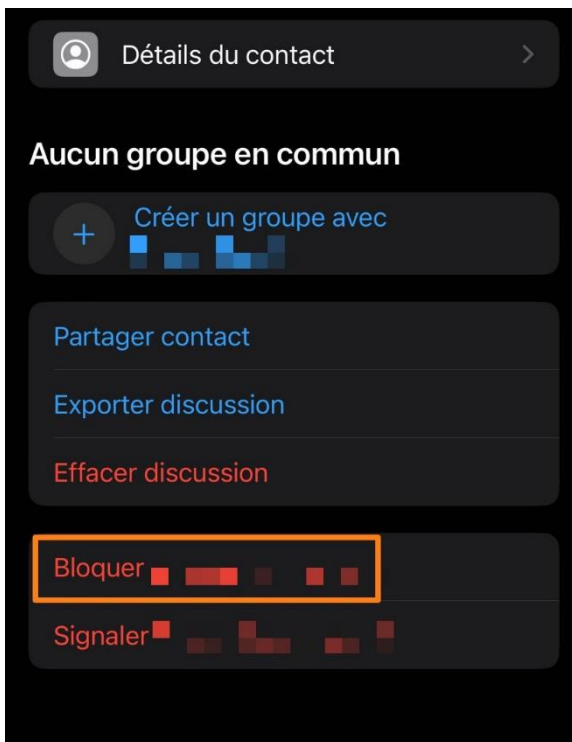 Détails du contact
Aucun groupe en commun
Créer un groupe avec
Partager contact
Exporter discussion
Effacer discussion
Bloquer
Signaler